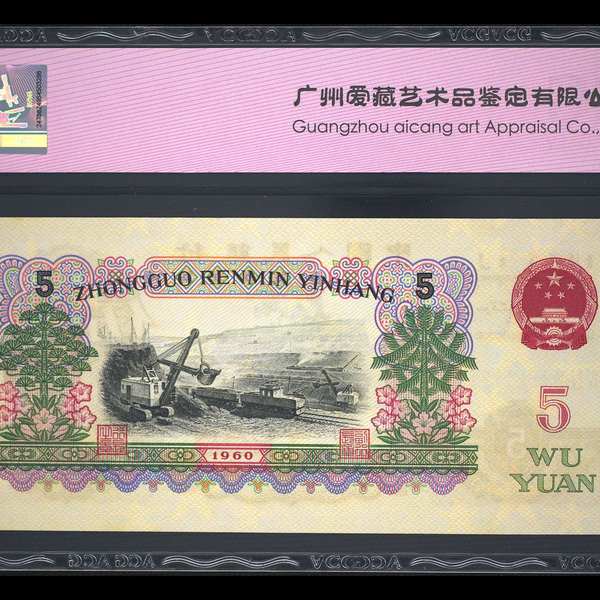 广州爱藏艺术品鉴定有限公
Guangzhou aicang art Appraisal Co.,
5 ZHONGGUO RENMIN YINHANG 5
1960
5
WU
YUAN